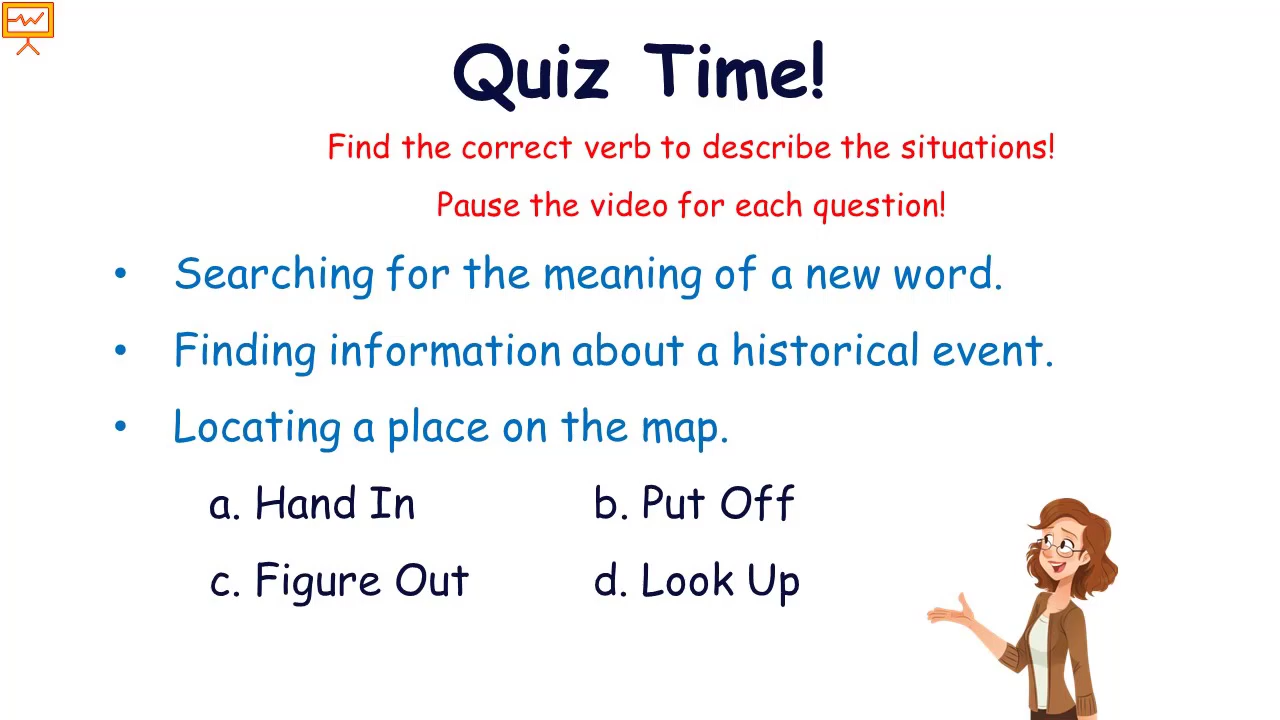 Quiz Time!
Find the correct verb to describe the situations!
Pause the video for each question!
• Searching for the meaning of a new word.
• Finding information about a historical event.
• Locating a place on the map.
a. Hand In b. Put Off
c. Figure Out d. Look Up